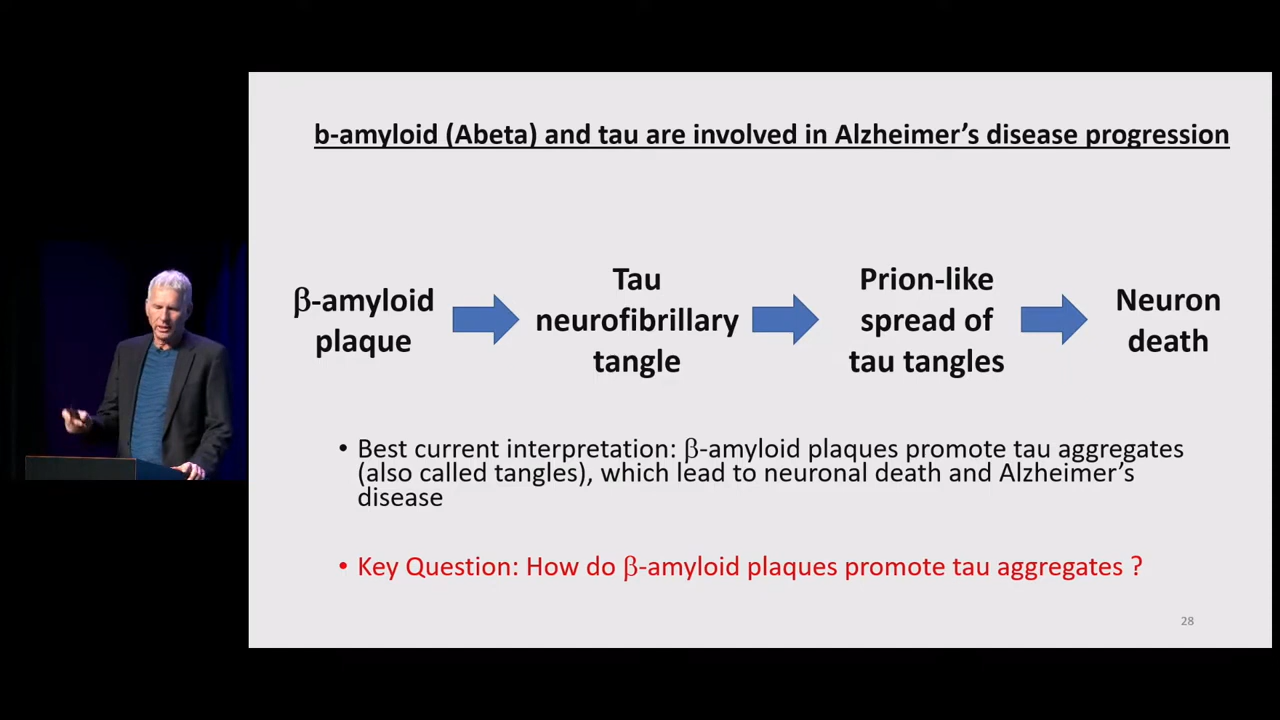 b-amyloid (Abeta) and tau are involved in Alzheimer’s disease progression
β-amyloid
plaque
Tau
neurofibrillary
tangle
Prion-like
spread of
tau tangles
Neuron
death
• Best current interpretation: β-amyloid plaques promote tau aggregates
(also called tangles), which lead to neuronal death and Alzheimer’s
disease
• Key Question: How do β-amyloid plaques promote tau aggregates ?
28